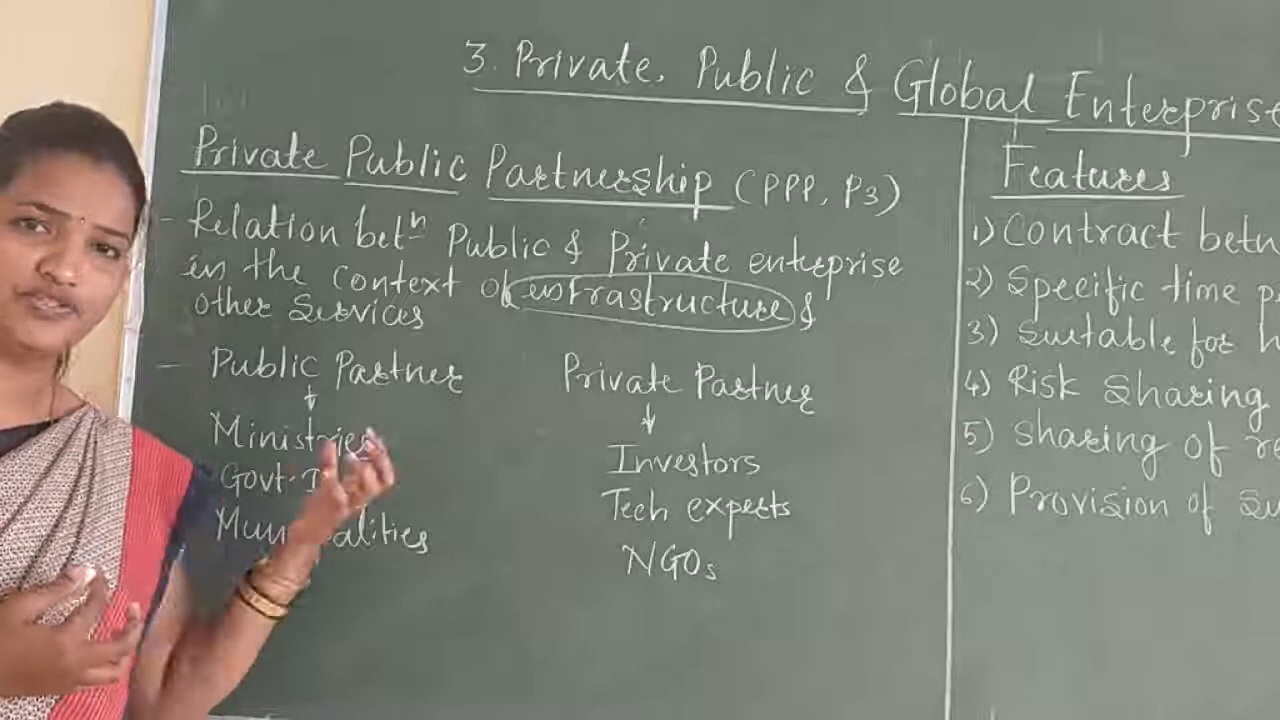 3. Private, Public & Global Enterprise
Private Public Partnership (PPP, P3)
- Relation betⁿ Public & Private enterprise
in the context of infrastructure &
other Services
- Public Partner
↓
Ministries
Govt.
Municipalities
Private Partner
↓
Investors
Tech experts
NGOs
Features
1) Contract betn
2) Specific time
3) Suitable for
4) Risk Sharing
5) Sharing of
6) Provision of